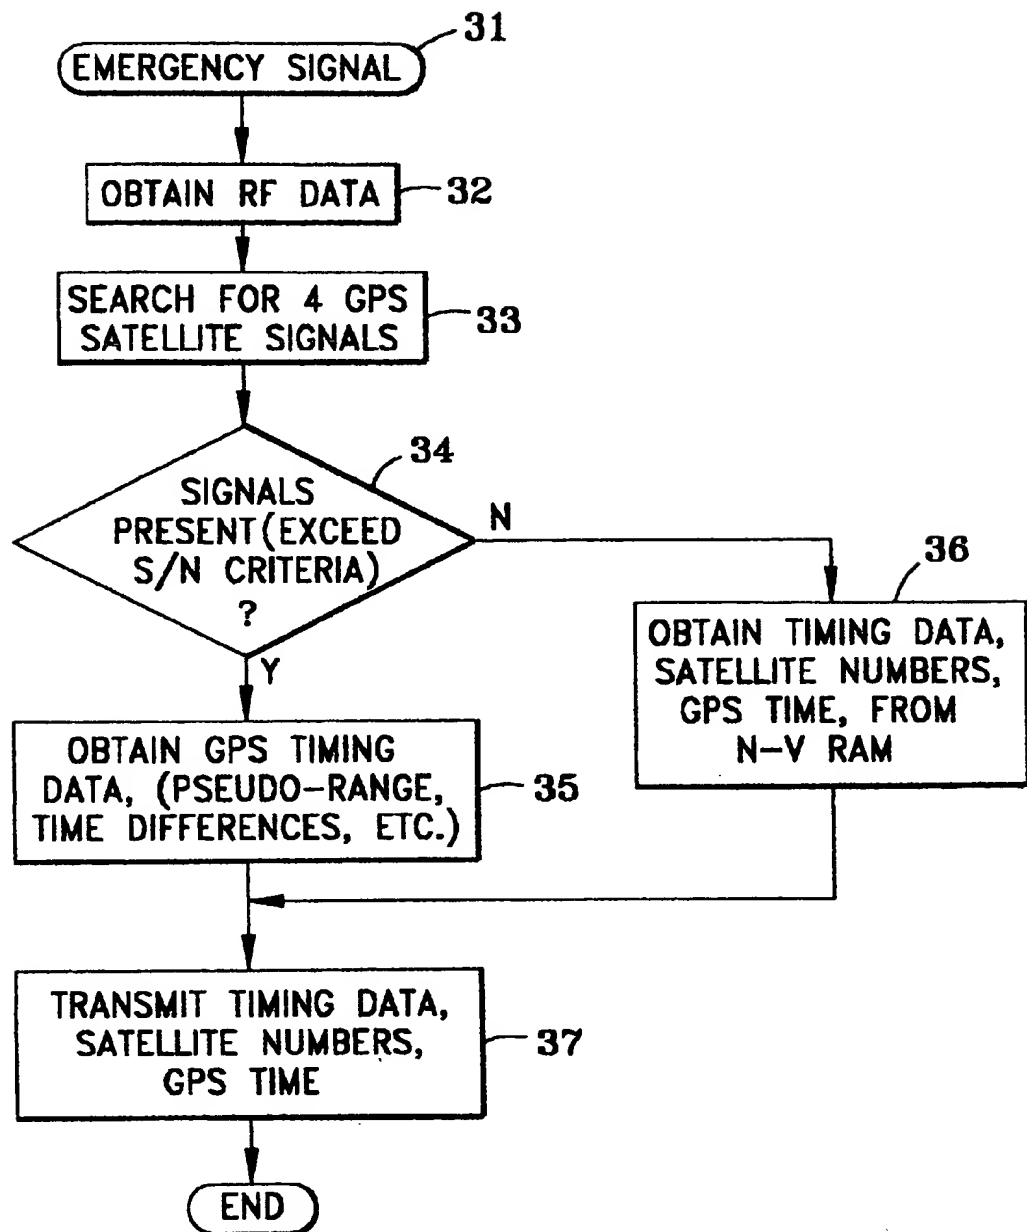 31
EMERGENCY SIGNAL
OBTAIN RF DATA
32
SEARCH FOR 4 GPS
SATELLITE SIGNALS
33
34
SIGNALS
PRESENT(EXCEED
S/N CRITERIA)
?
N
Y
36
OBTAIN TIMING DATA,
SATELLITE NUMBERS,
GPS TIME, FROM
N-V RAM
OBTAIN GPS TIMING
DATA, (PSEUDO-RANGE,
TIME DIFFERENCES, ETC.)
35
TRANSMIT TIMING DATA,
SATELLITE NUMBERS,
GPS TIME
37
END